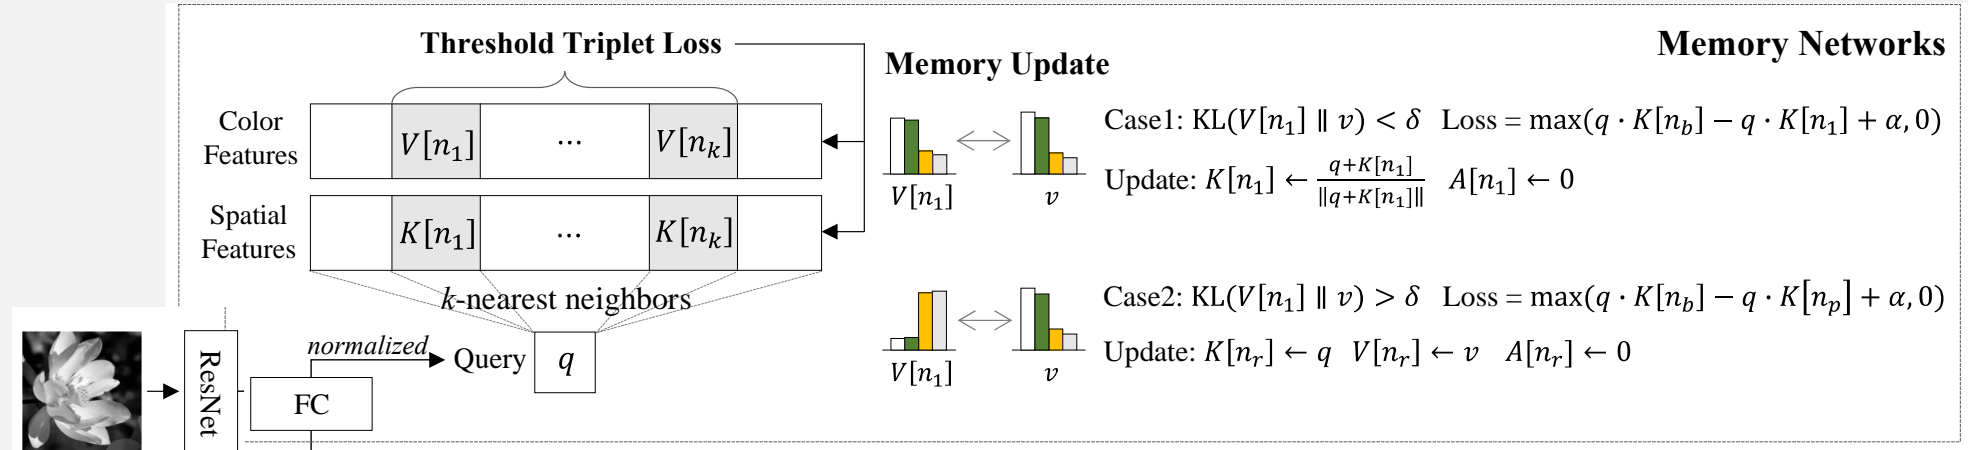 Memory Networks
Threshold Triplet Loss
Memory Update
Color
Features
V[n₁] ⋯ V[nₖ]
Spatial
Features
K[n₁] ⋯ K[nₖ]
k-nearest neighbors
normalized
Query q
ResNet
FC
V[n₁] v
Case1: KL(V[n₁] ∥ v) < δ Loss = max(q · K[n_b] − q · K[n₁] + α, 0)
Update: K[n₁] ← (q+K[n₁])/‖q+K[n₁]‖ A[n₁] ← 0
V[n₁] v
Case2: KL(V[n₁] ∥ v) > δ Loss = max(q · K[n_b] − q · K[n_p] + α, 0)
Update: K[n_r] ← q V[n_r] ← v A[n_r] ← 0